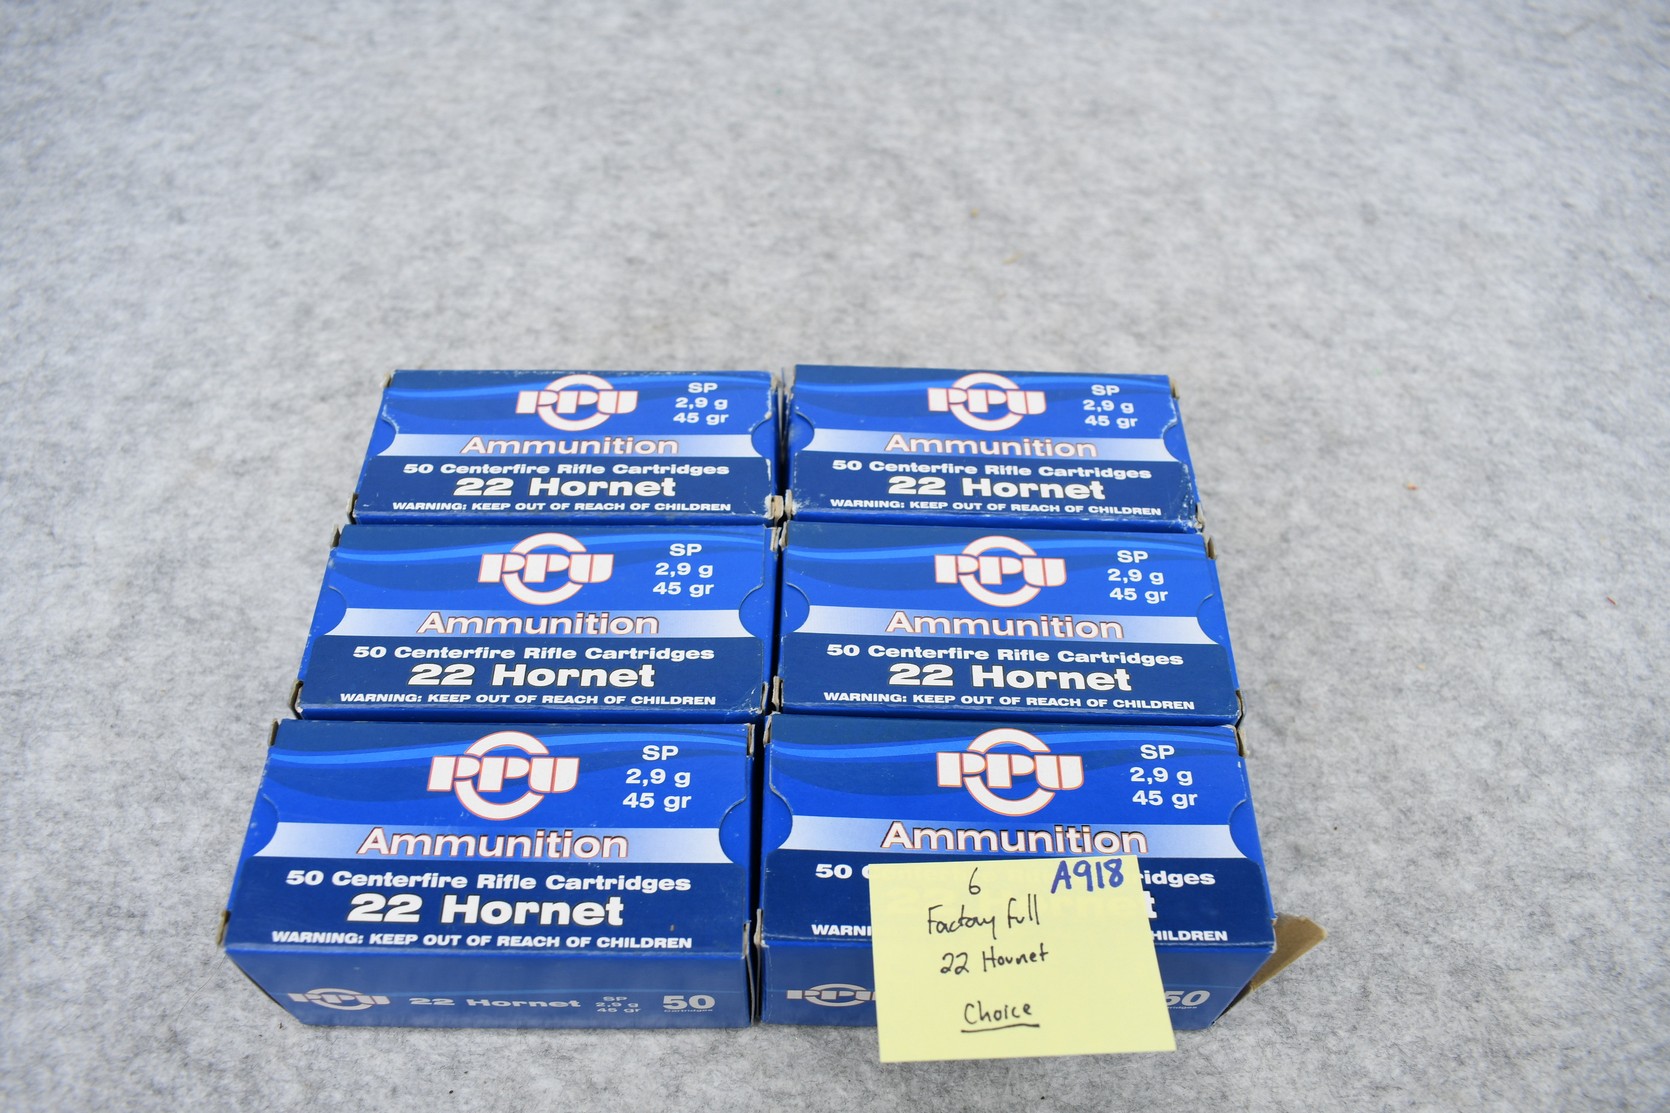 PPU
SP
2,9 g
45 gr
Ammunition
50 Centerfire Rifle Cartridges
22 Hornet
WARNING: KEEP OUT OF REACH OF CHILDREN
PPU
SP
2,9 g
45 gr
Ammunition
50 Centerfire Rifle Cartridges
22 Hornet
WARNING: KEEP OUT OF REACH OF CHILDREN
PPU
SP
2,9 g
45 gr
Ammunition
50 Centerfire Rifle Cartridges
22 Hornet
WARNING: KEEP OUT OF REACH OF CHILDREN
PPU
SP
2,9 g
45 gr
Ammunition
50 Centerfire Rifle Cartridges
22 Hornet
WARNING: KEEP OUT OF REACH OF CHILDREN
PPU
SP
2,9 g
45 gr
Ammunition
50 Centerfire Rifle Cartridges
22 Hornet
WARNING: KEEP OUT OF REACH OF CHILDREN
PPU 22 Hornet
SP
2,9 g
45 gr
50
Cartridges
PPU
SP
2,9 g
45 gr
Ammunition
50 ridges
WARNI HILDREN
PPU 50
6 A918
Factory Full
22 Hornet
Choice